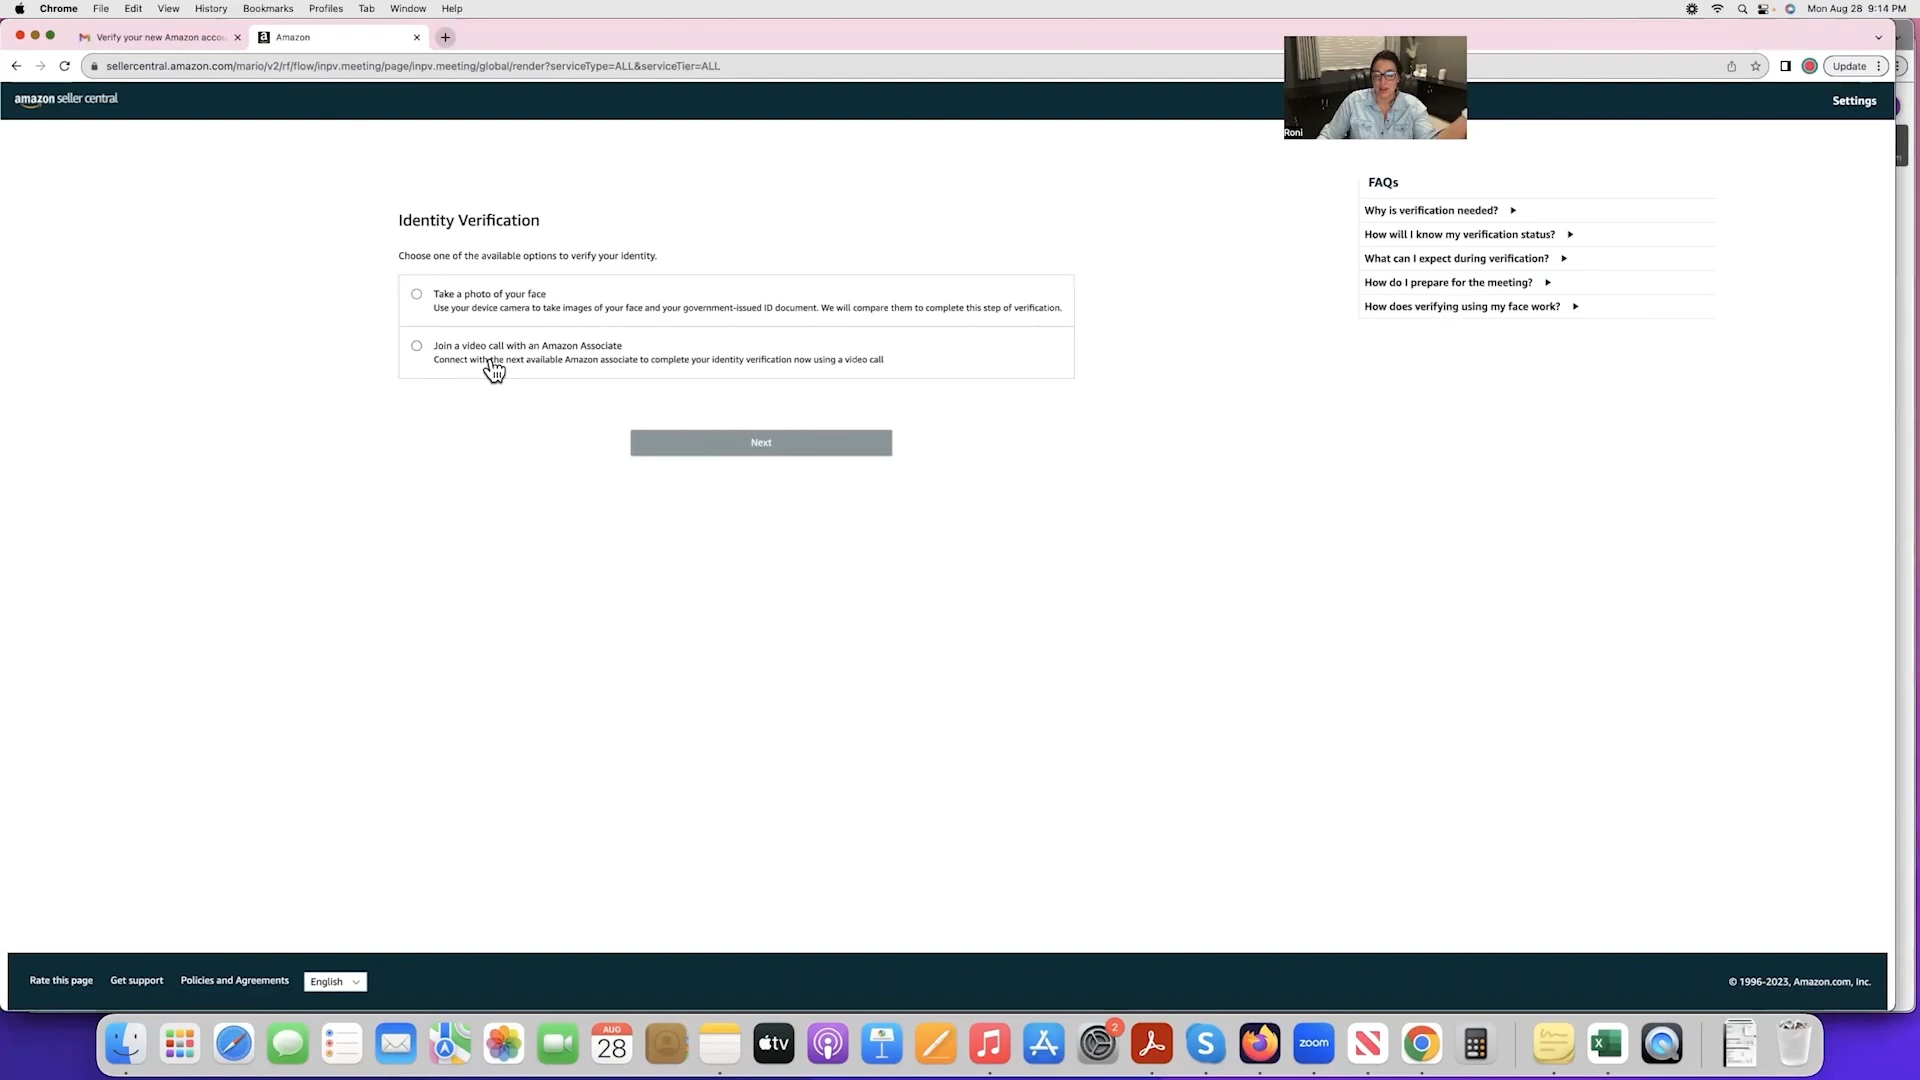 Chrome File Edit View History Bookmarks Profiles Tab Window Help Mon Aug 28 9:14 PM
Verify your new Amazon accou Amazon
sellercentral.amazon.com/mario/v2/rf/flow/inpv.meeting/page/inpv.meeting/global/render?serviceType=ALL&serviceTier=ALL Update
amazon seller central Settings
Roni
FAQs
Why is verification needed?
How will I know my verification status?
What can I expect during verification?
How do I prepare for the meeting?
How does verifying using my face work?
Identity Verification
Choose one of the available options to verify your identity.
Take a photo of your face
Use your device camera to take images of your face and your government-issued ID document. We will compare them to complete this step of verification.
Join a video call with an Amazon Associate
Connect with the next available Amazon associate to complete your identity verification now using a video call
Next
Rate this page Get support Policies and Agreements English © 1996-2023, Amazon.com, Inc.
AUG
28
tv
2
zoom